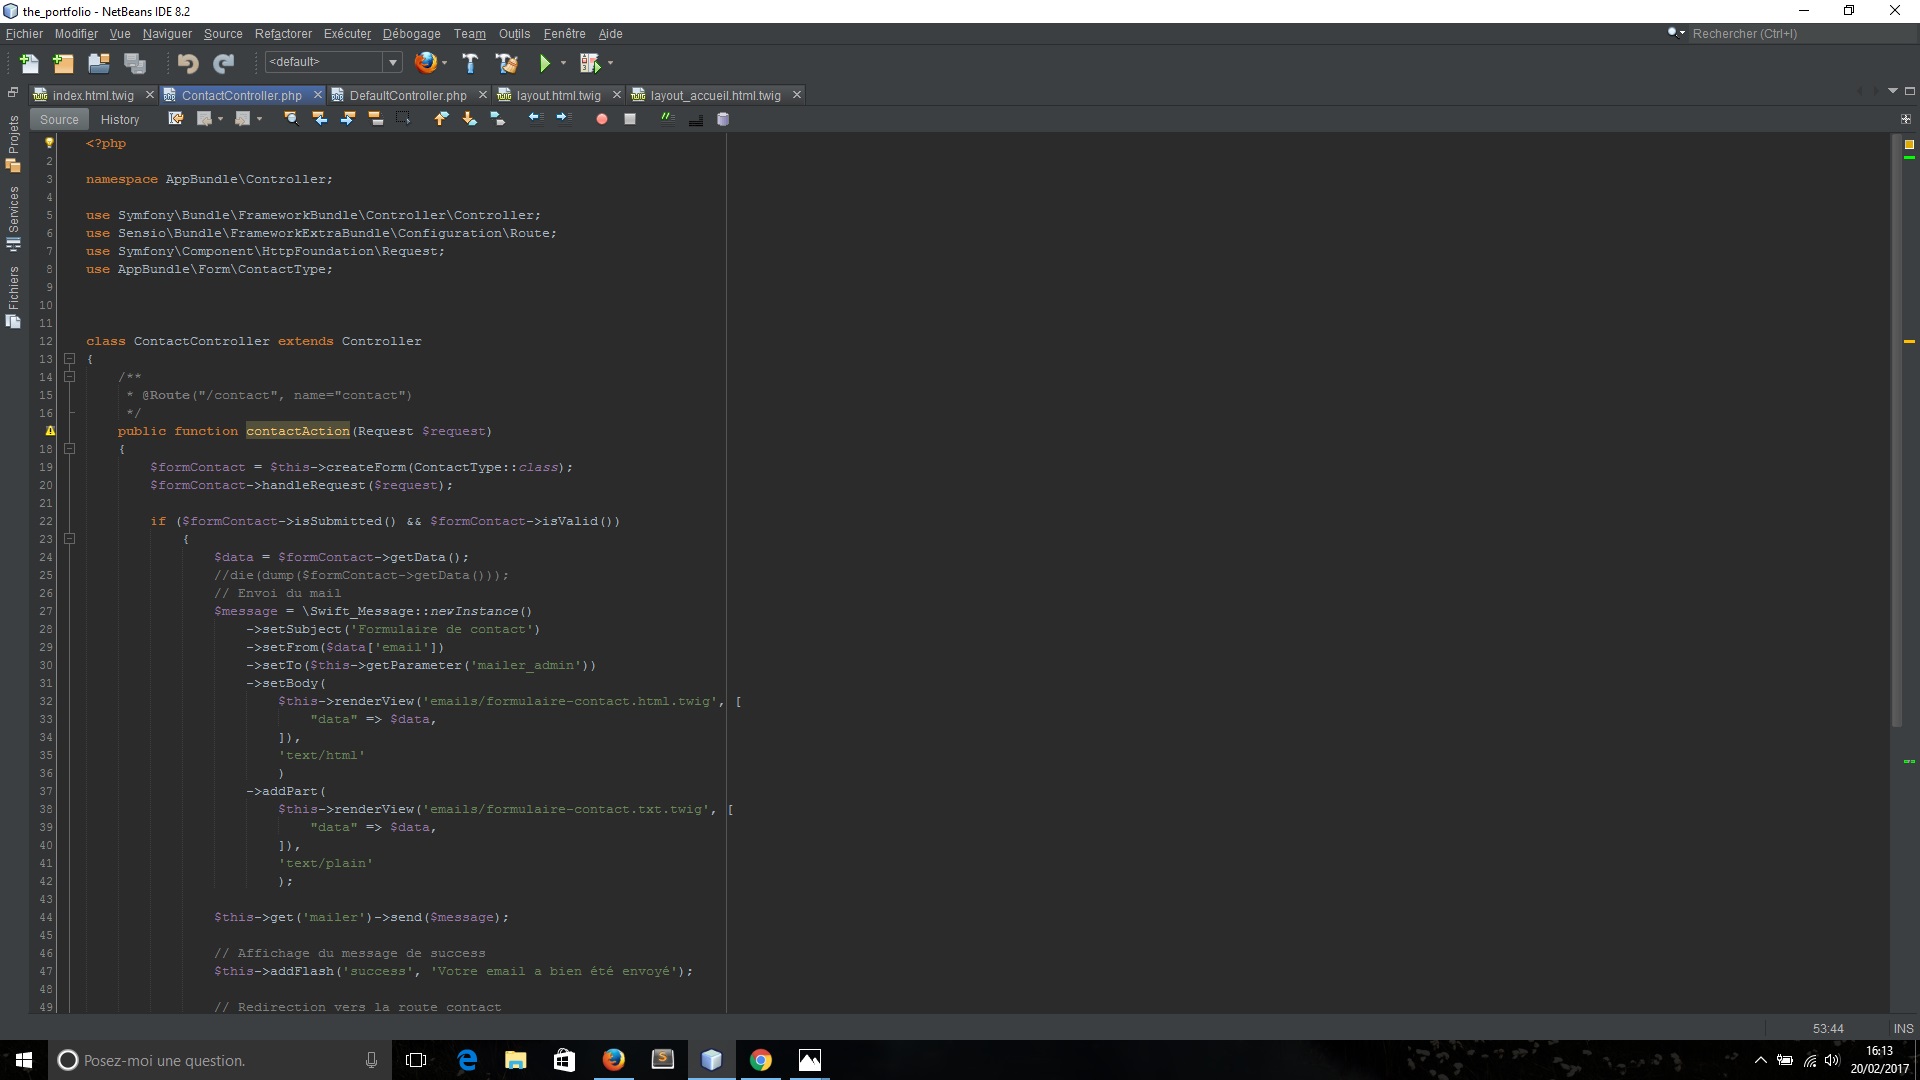 the_portfolio - NetBeans IDE 8.2
Fichier Modifier Vue Naviguer Source Refactorer Exécuter Débogage Team Outils Fenêtre Aide
Rechercher (Ctrl+I)
<default>
index.html.twig ContactController.php DefaultController.php layout.html.twig layout_accueil.html.twig
Source History
Projets
Services
Fichiers
<?php
2
3 namespace AppBundle\Controller;
4
5 use Symfony\Bundle\FrameworkBundle\Controller\Controller;
6 use Sensio\Bundle\FrameworkExtraBundle\Configuration\Route;
7 use Symfony\Component\HttpFoundation\Request;
8 use AppBundle\Form\ContactType;
9
10
11
12 class ContactController extends Controller
13 {
14 /**
15 * @Route("/contact", name="contact")
16 */
public function contactAction(Request $request)
18 {
19 $formContact = $this->createForm(ContactType::class);
20 $formContact->handleRequest($request);
21
22 if ($formContact->isSubmitted() && $formContact->isValid())
23 {
24 $data = $formContact->getData();
25 //die(dump($formContact->getData()));
26 // Envoi du mail
27 $message = \Swift_Message::newInstance()
28 ->setSubject('Formulaire de contact')
29 ->setFrom($data['email'])
30 ->setTo($this->getParameter('mailer_admin'))
31 ->setBody(
32 $this->renderView('emails/formulaire-contact.html.twig', [
33 "data" => $data,
34 ]),
35 'text/html'
36 )
37 ->addPart(
38 $this->renderView('emails/formulaire-contact.txt.twig', [
39 "data" => $data,
40 ]),
41 'text/plain'
42 );
43
44 $this->get('mailer')->send($message);
45
46 // Affichage du message de success
47 $this->addFlash('success', 'Votre email a bien été envoyé');
48
49 // Redirection vers la route contact
53:44 INS
Posez-moi une question.
16:13
20/02/2017